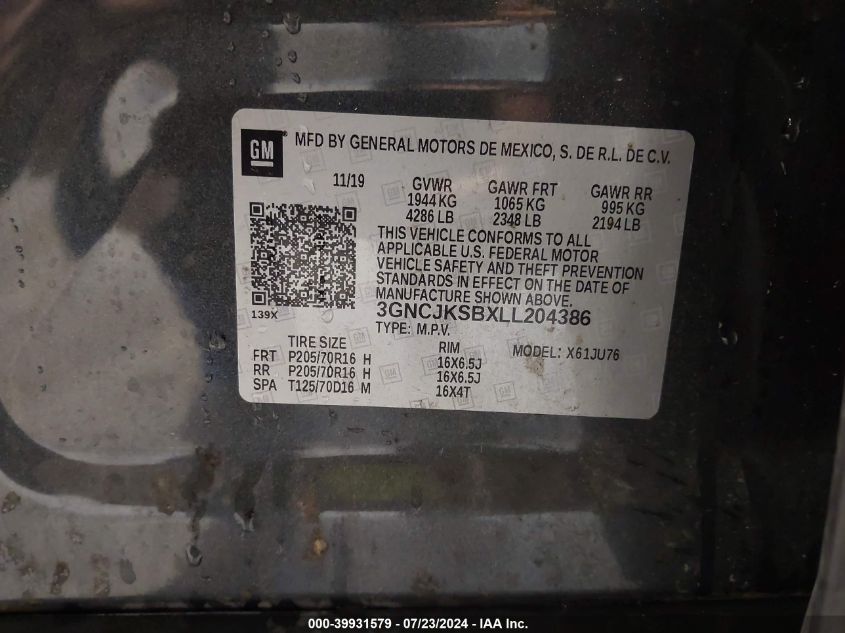 GM MFD BY GENERAL MOTORS DE MEXICO, S. DE R.L. DE C.V.
11/19 GVWR GAWR FRT GAWR RR
1944 KG 1065 KG 995 KG
4286 LB 2348 LB 2194 LB
THIS VEHICLE CONFORMS TO ALL
APPLICABLE U.S. FEDERAL MOTOR
VEHICLE SAFETY AND THEFT PREVENTION
STANDARDS IN EFFECT ON THE DATE OF
MANUFACTURE SHOWN ABOVE.
139X 3GNCJKSBXLL204386
TYPE: M.P.V.
TIRE SIZE RIM MODEL: X61JU76
FRT P205/70R16 H 16X6.5J
RR P205/70R16 H 16X6.5J
SPA T125/70D16 M 16X4T
000-39931579 / 07/23/2024 - IAA Inc.